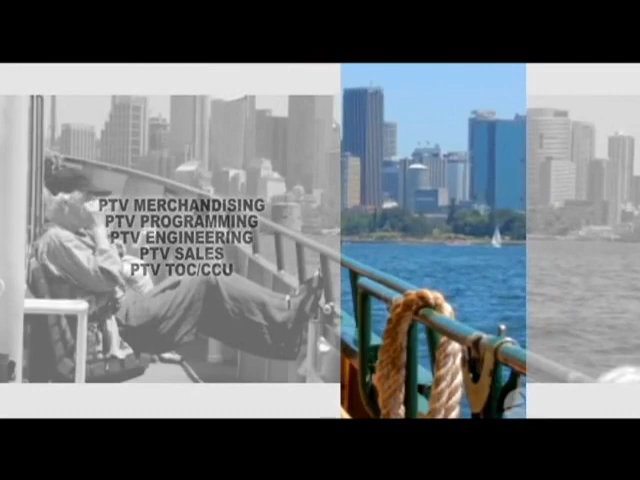 PTV MERCHANDISING
PTV PROGRAMMING
PTV ENGINEERING
PTV SALES
PTV TOC/CCU